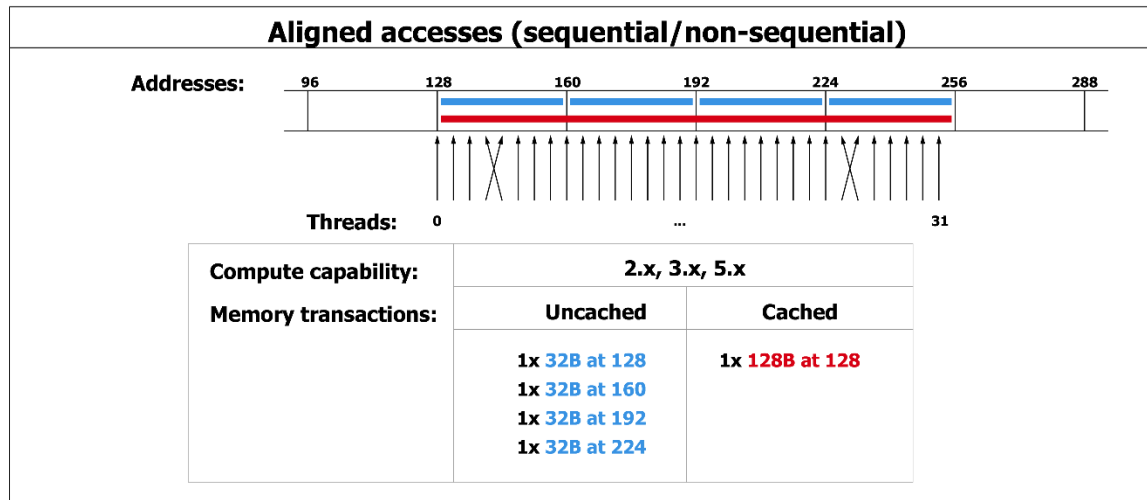 Aligned accesses (sequential/non-sequential)
Addresses: 96 128 160 192 224 256 288
Threads: 0 ... 31
Compute capability: 2.x, 3.x, 5.x
Memory transactions: Uncached Cached
1x 32B at 128 1x 128B at 128
1x 32B at 160
1x 32B at 192
1x 32B at 224